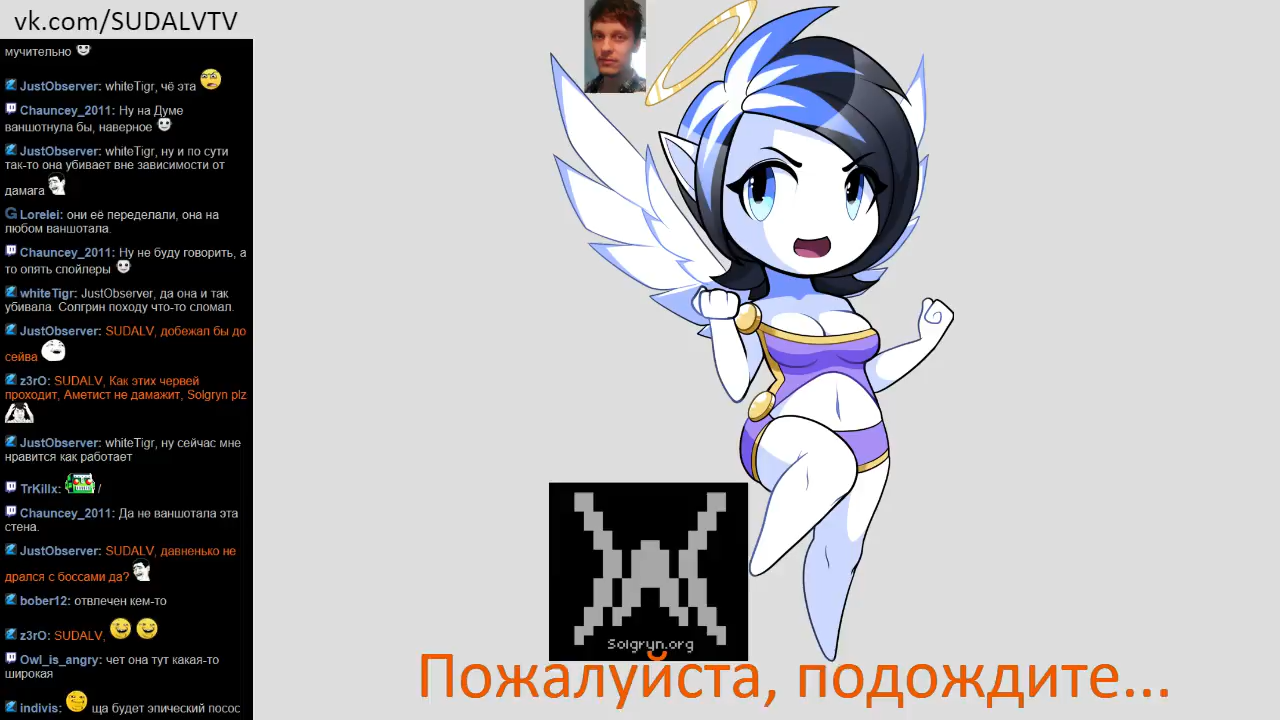 vk.com/SUDALVTV
мучительно
JustObserver: whiteTigr, чё эта
Chauncey_2011: Ну на Думе
ваншотнула бы, наверное
JustObserver: whiteTigr, ну и по сути
так-то она убивает вне зависимости от
дамага
Lorelei: они её переделали, она на
любом ваншотала.
Chauncey_2011: Ну не буду говорить, а
то опять спойлеры
whiteTigr: JustObserver, да она и так
убивала. Солгрин походу что-то сломал.
JustObserver: SUDALV, добежал бы до
сейва
z3rO: SUDALV, Как этих червей
проходит, Аметист не дамажит, Solgryn plz
JustObserver: whiteTigr, ну сейчас мне
нравится как работает
TrKillx: /
Chauncey_2011: Да не ваншотала эта
стена.
JustObserver: SUDALV, давненько не
дрался с боссами да?
bober12: отвлечен кем-то
z3rO: SUDALV,
Owl_is_angry: чет она тут какая-то
широкая
indivis: ща будет эпический посос
Solgryn.org
Пожалуйста, подождите...